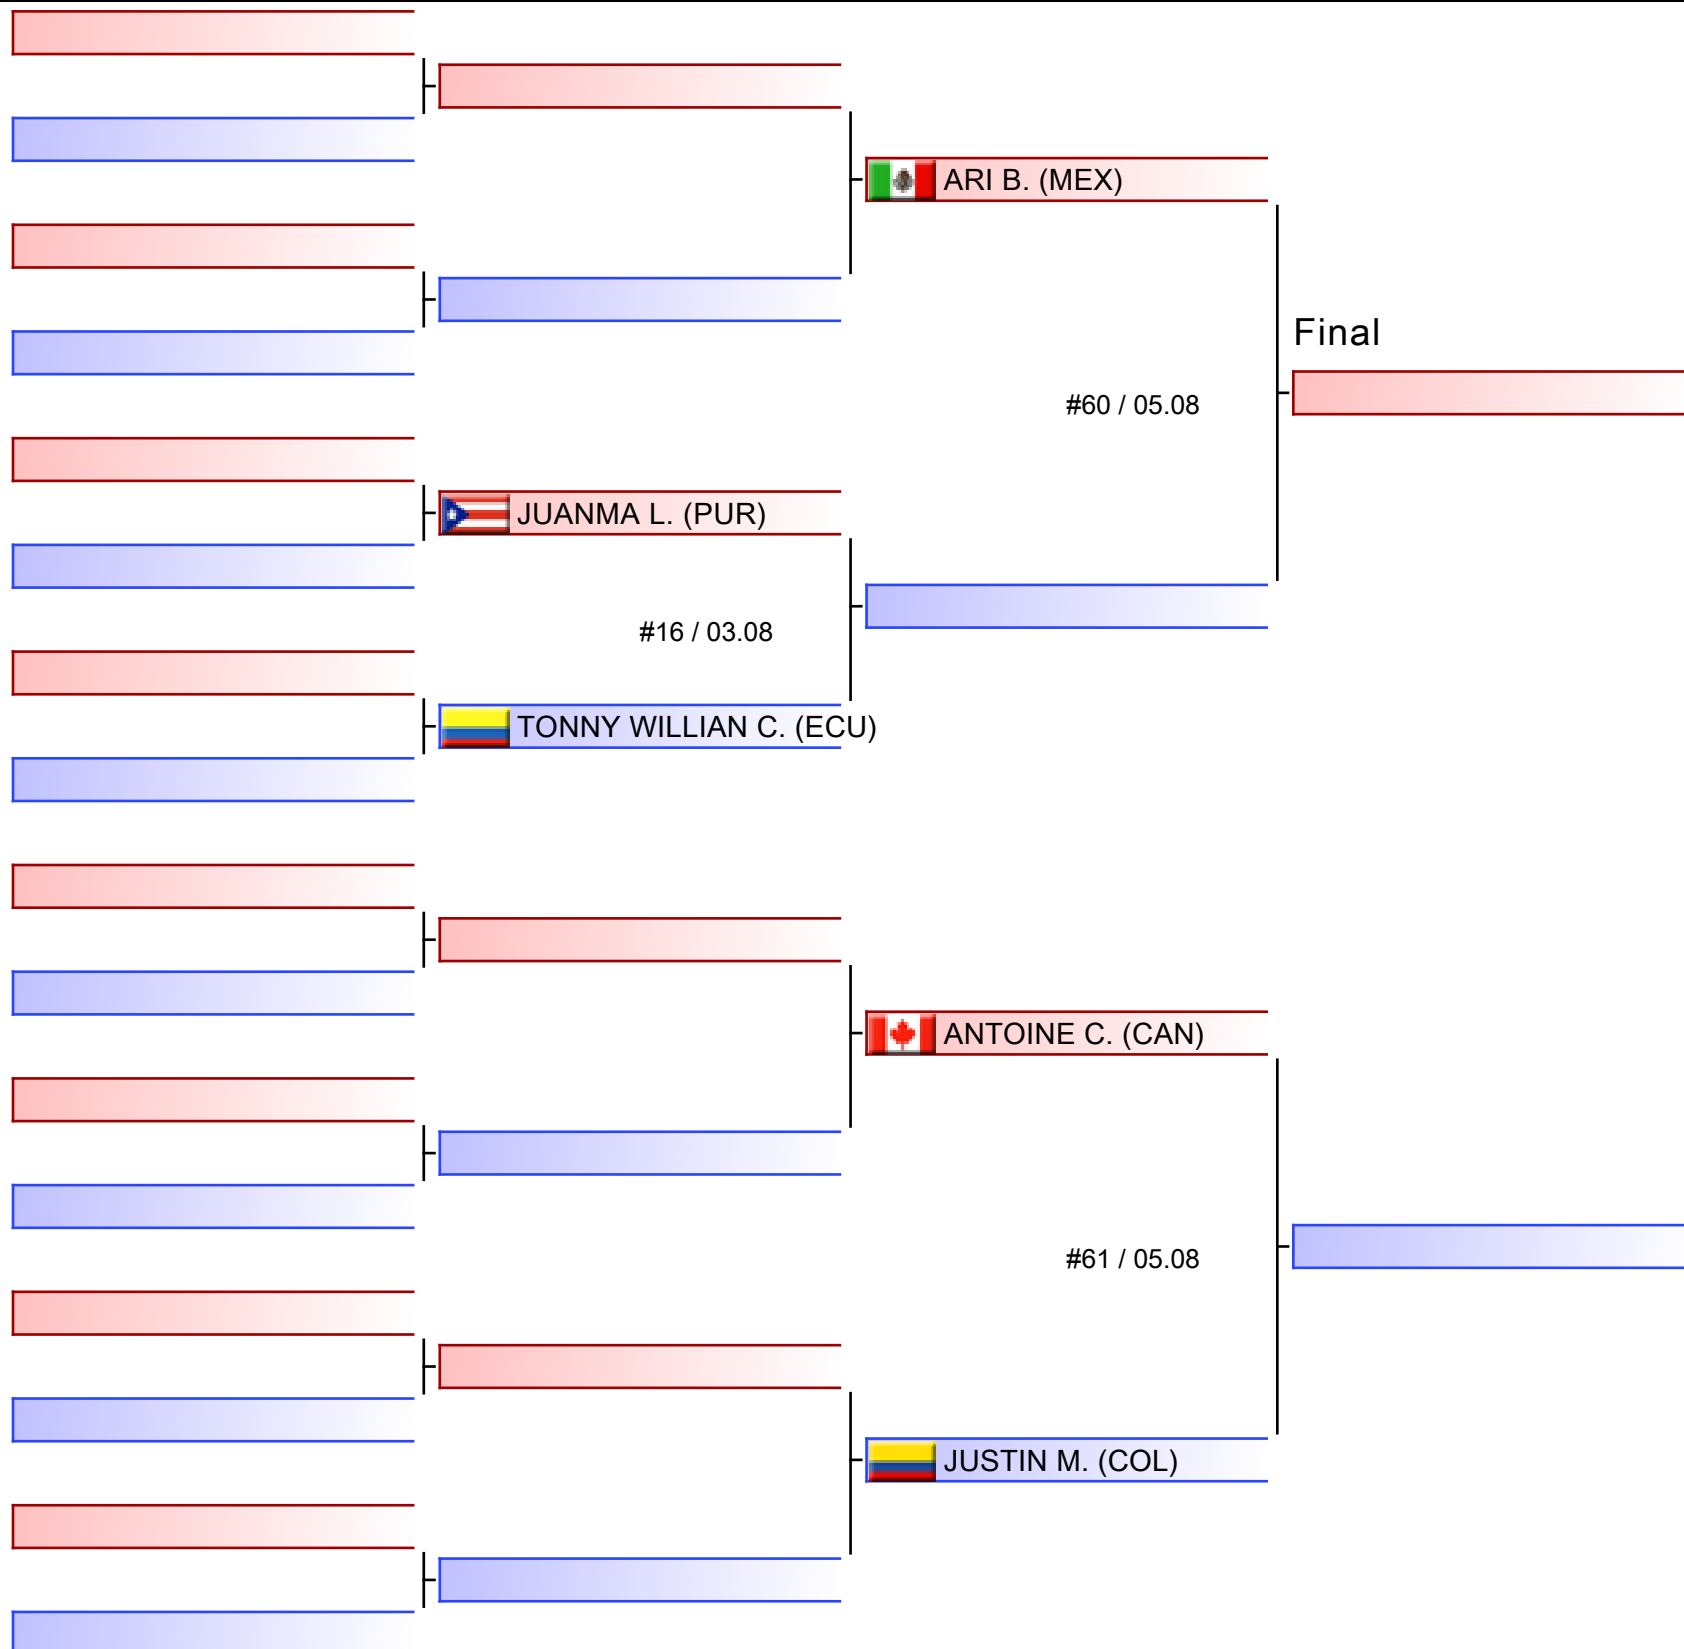 ARI B. (MEX)
Final
#60 / 05.08
JUANMA L. (PUR)
#16 / 03.08
TONNY WILLIAN C. (ECU)
ANTOINE C. (CAN)
#61 / 05.08
JUSTIN M. (COL)